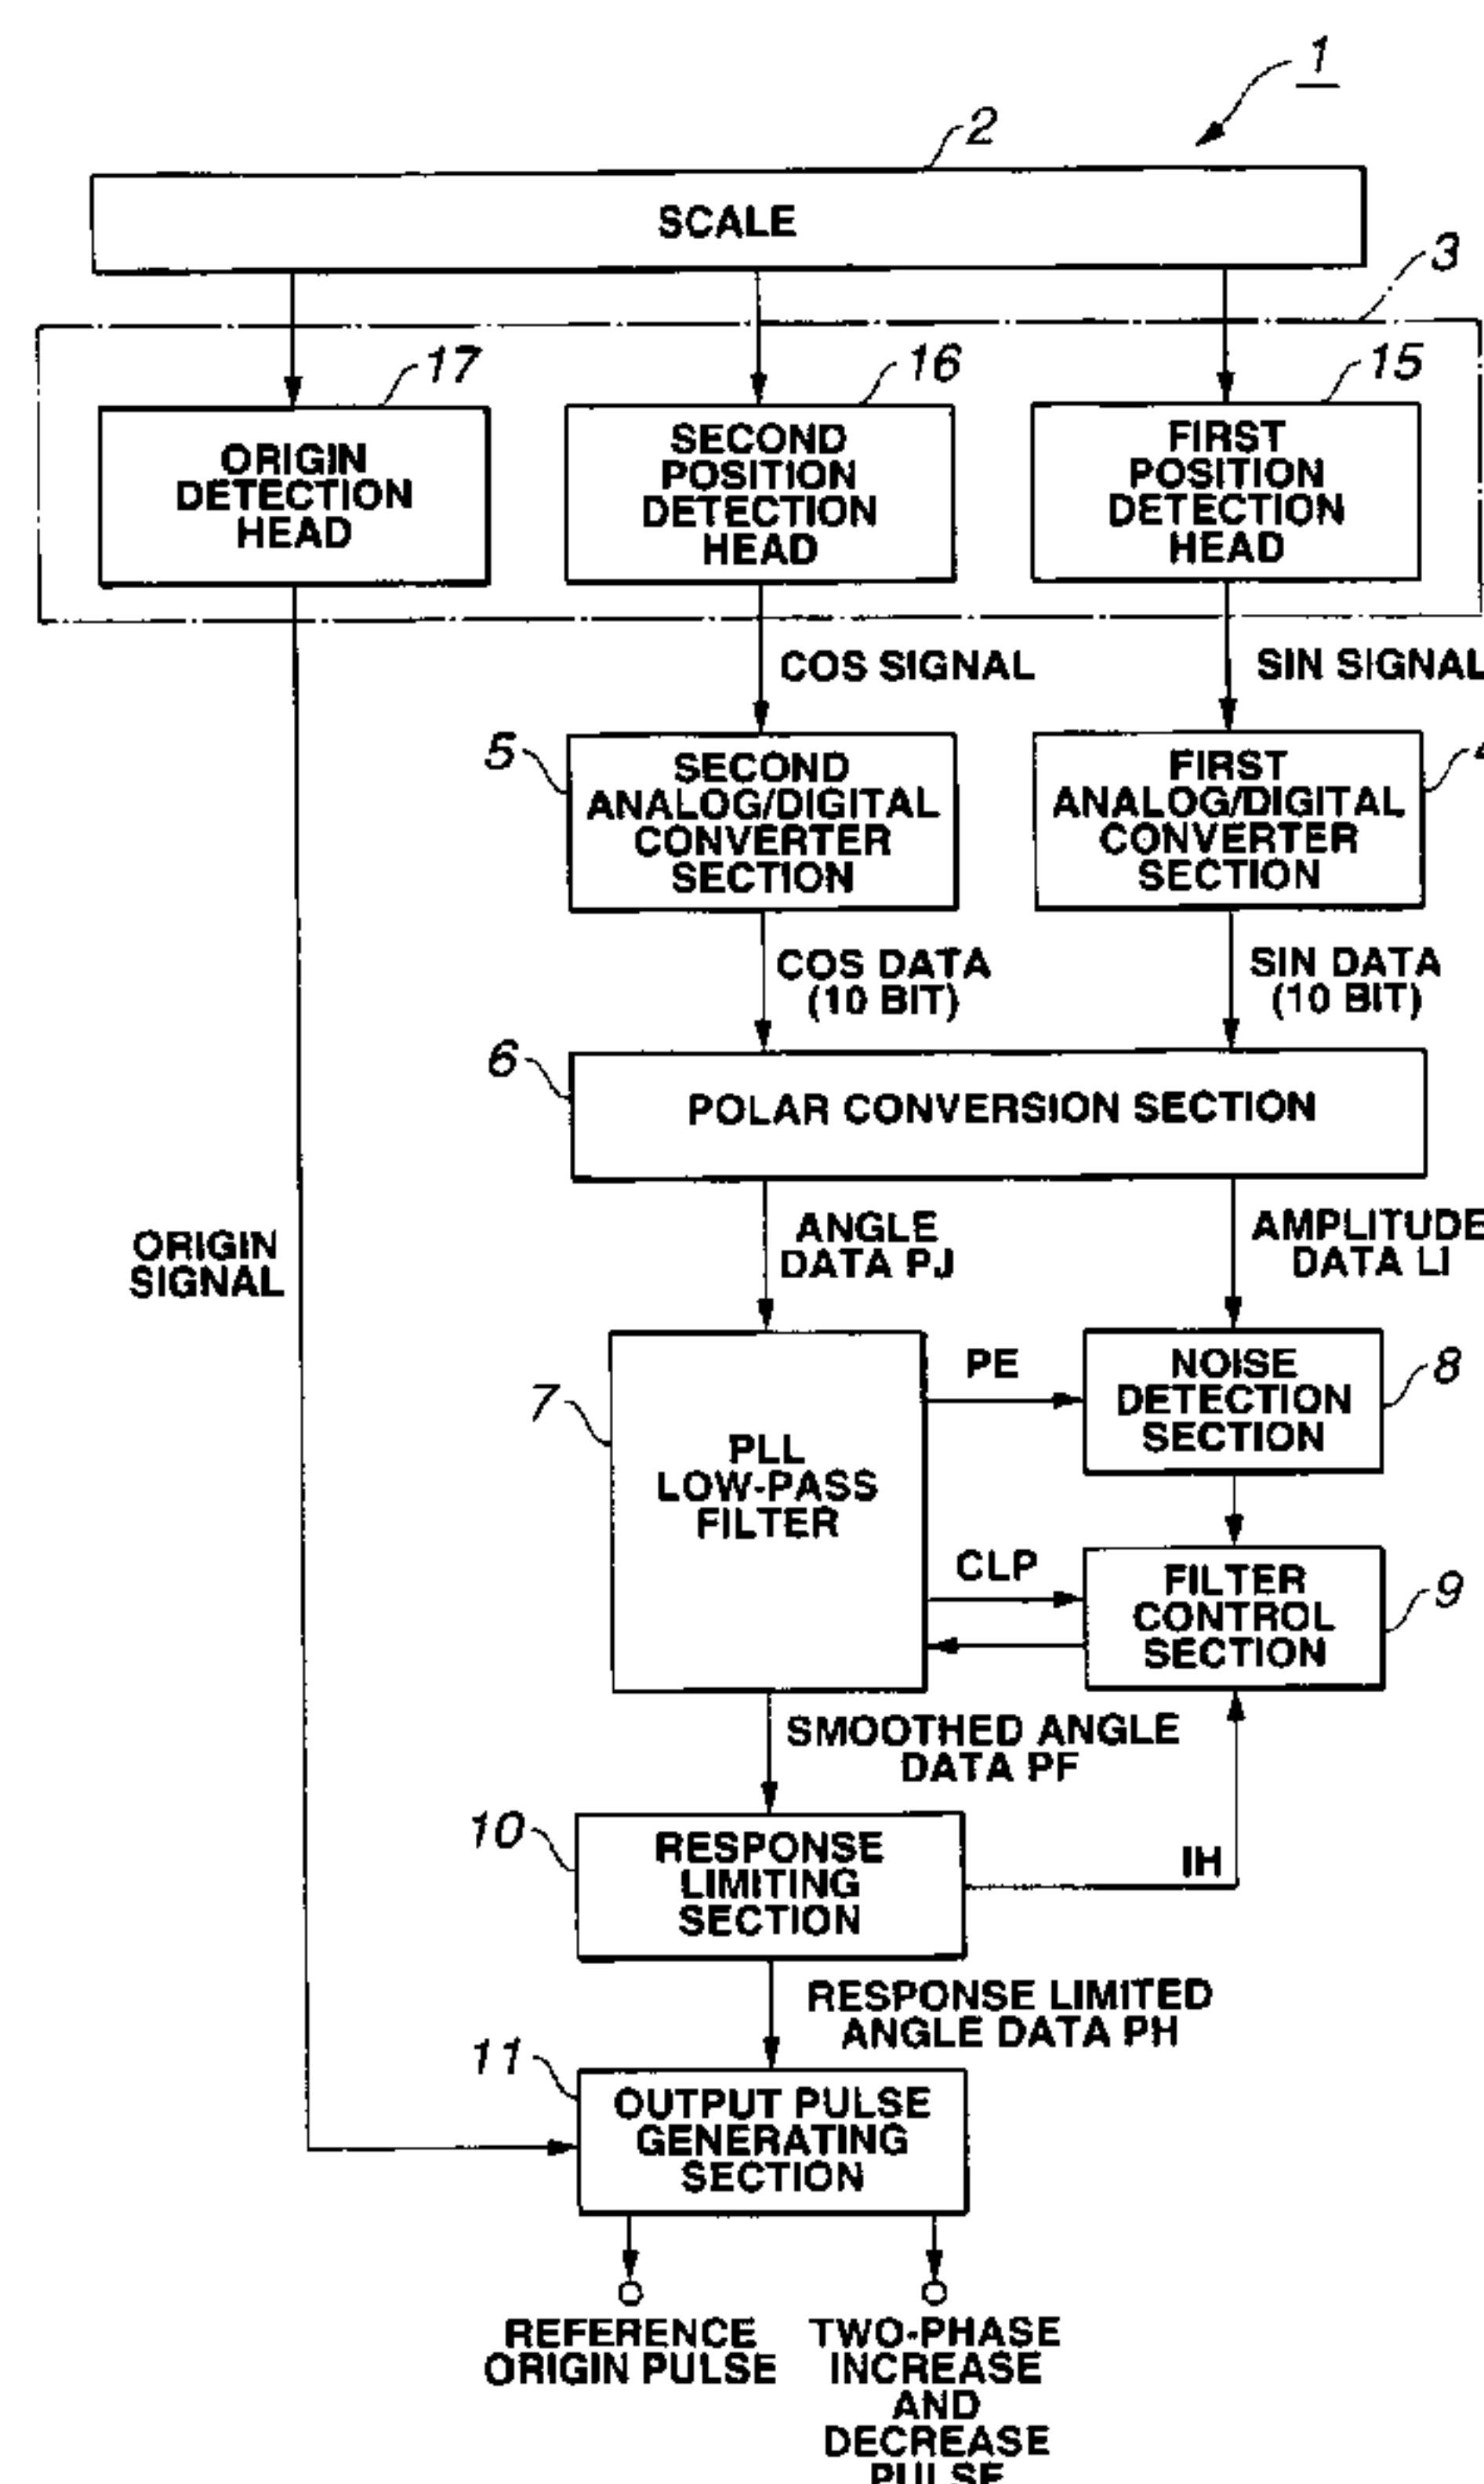 1
2
SCALE
3
17
16
15
ORIGIN
DETECTION
HEAD
SECOND
POSITION
DETECTION
HEAD
FIRST
POSITION
DETECTION
HEAD
COS SIGNAL
SIN SIGNAL
5
SECOND
ANALOG/DIGITAL
CONVERTER
SECTION
FIRST
ANALOG/DIGITAL
CONVERTER
SECTION
COS DATA
(10 BIT)
SIN DATA
(10 BIT)
6
POLAR CONVERSION SECTION
ORIGIN
SIGNAL
ANGLE
DATA PJ
AMPLITUDE
DATA LI
7
PLL
LOW-PASS
FILTER
PE
NOISE
DETECTION
SECTION
8
CLP
FILTER
CONTROL
SECTION
9
SMOOTHED ANGLE
DATA PF
10
RESPONSE
LIMITING
SECTION
IH
RESPONSE LIMITED
ANGLE DATA PH
11
OUTPUT PULSE
GENERATING
SECTION
REFERENCE
ORIGIN PULSE
TWO-PHASE
INCREASE
AND
DECREASE
PULSE